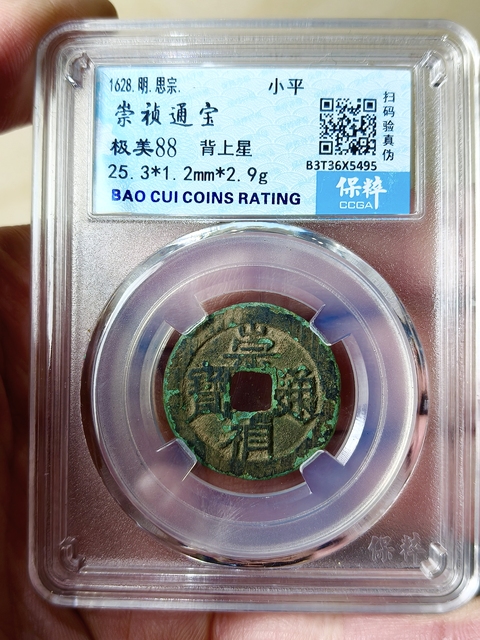 1628.明.思宗.
小平
崇祯通宝
极美88 背上星
25.3*1.2mm*2.9g
BAO CUI COINS RATING
B3T36X5495
扫码验真伪
保粹
CCGA
崇
寶 通
禎
保粹